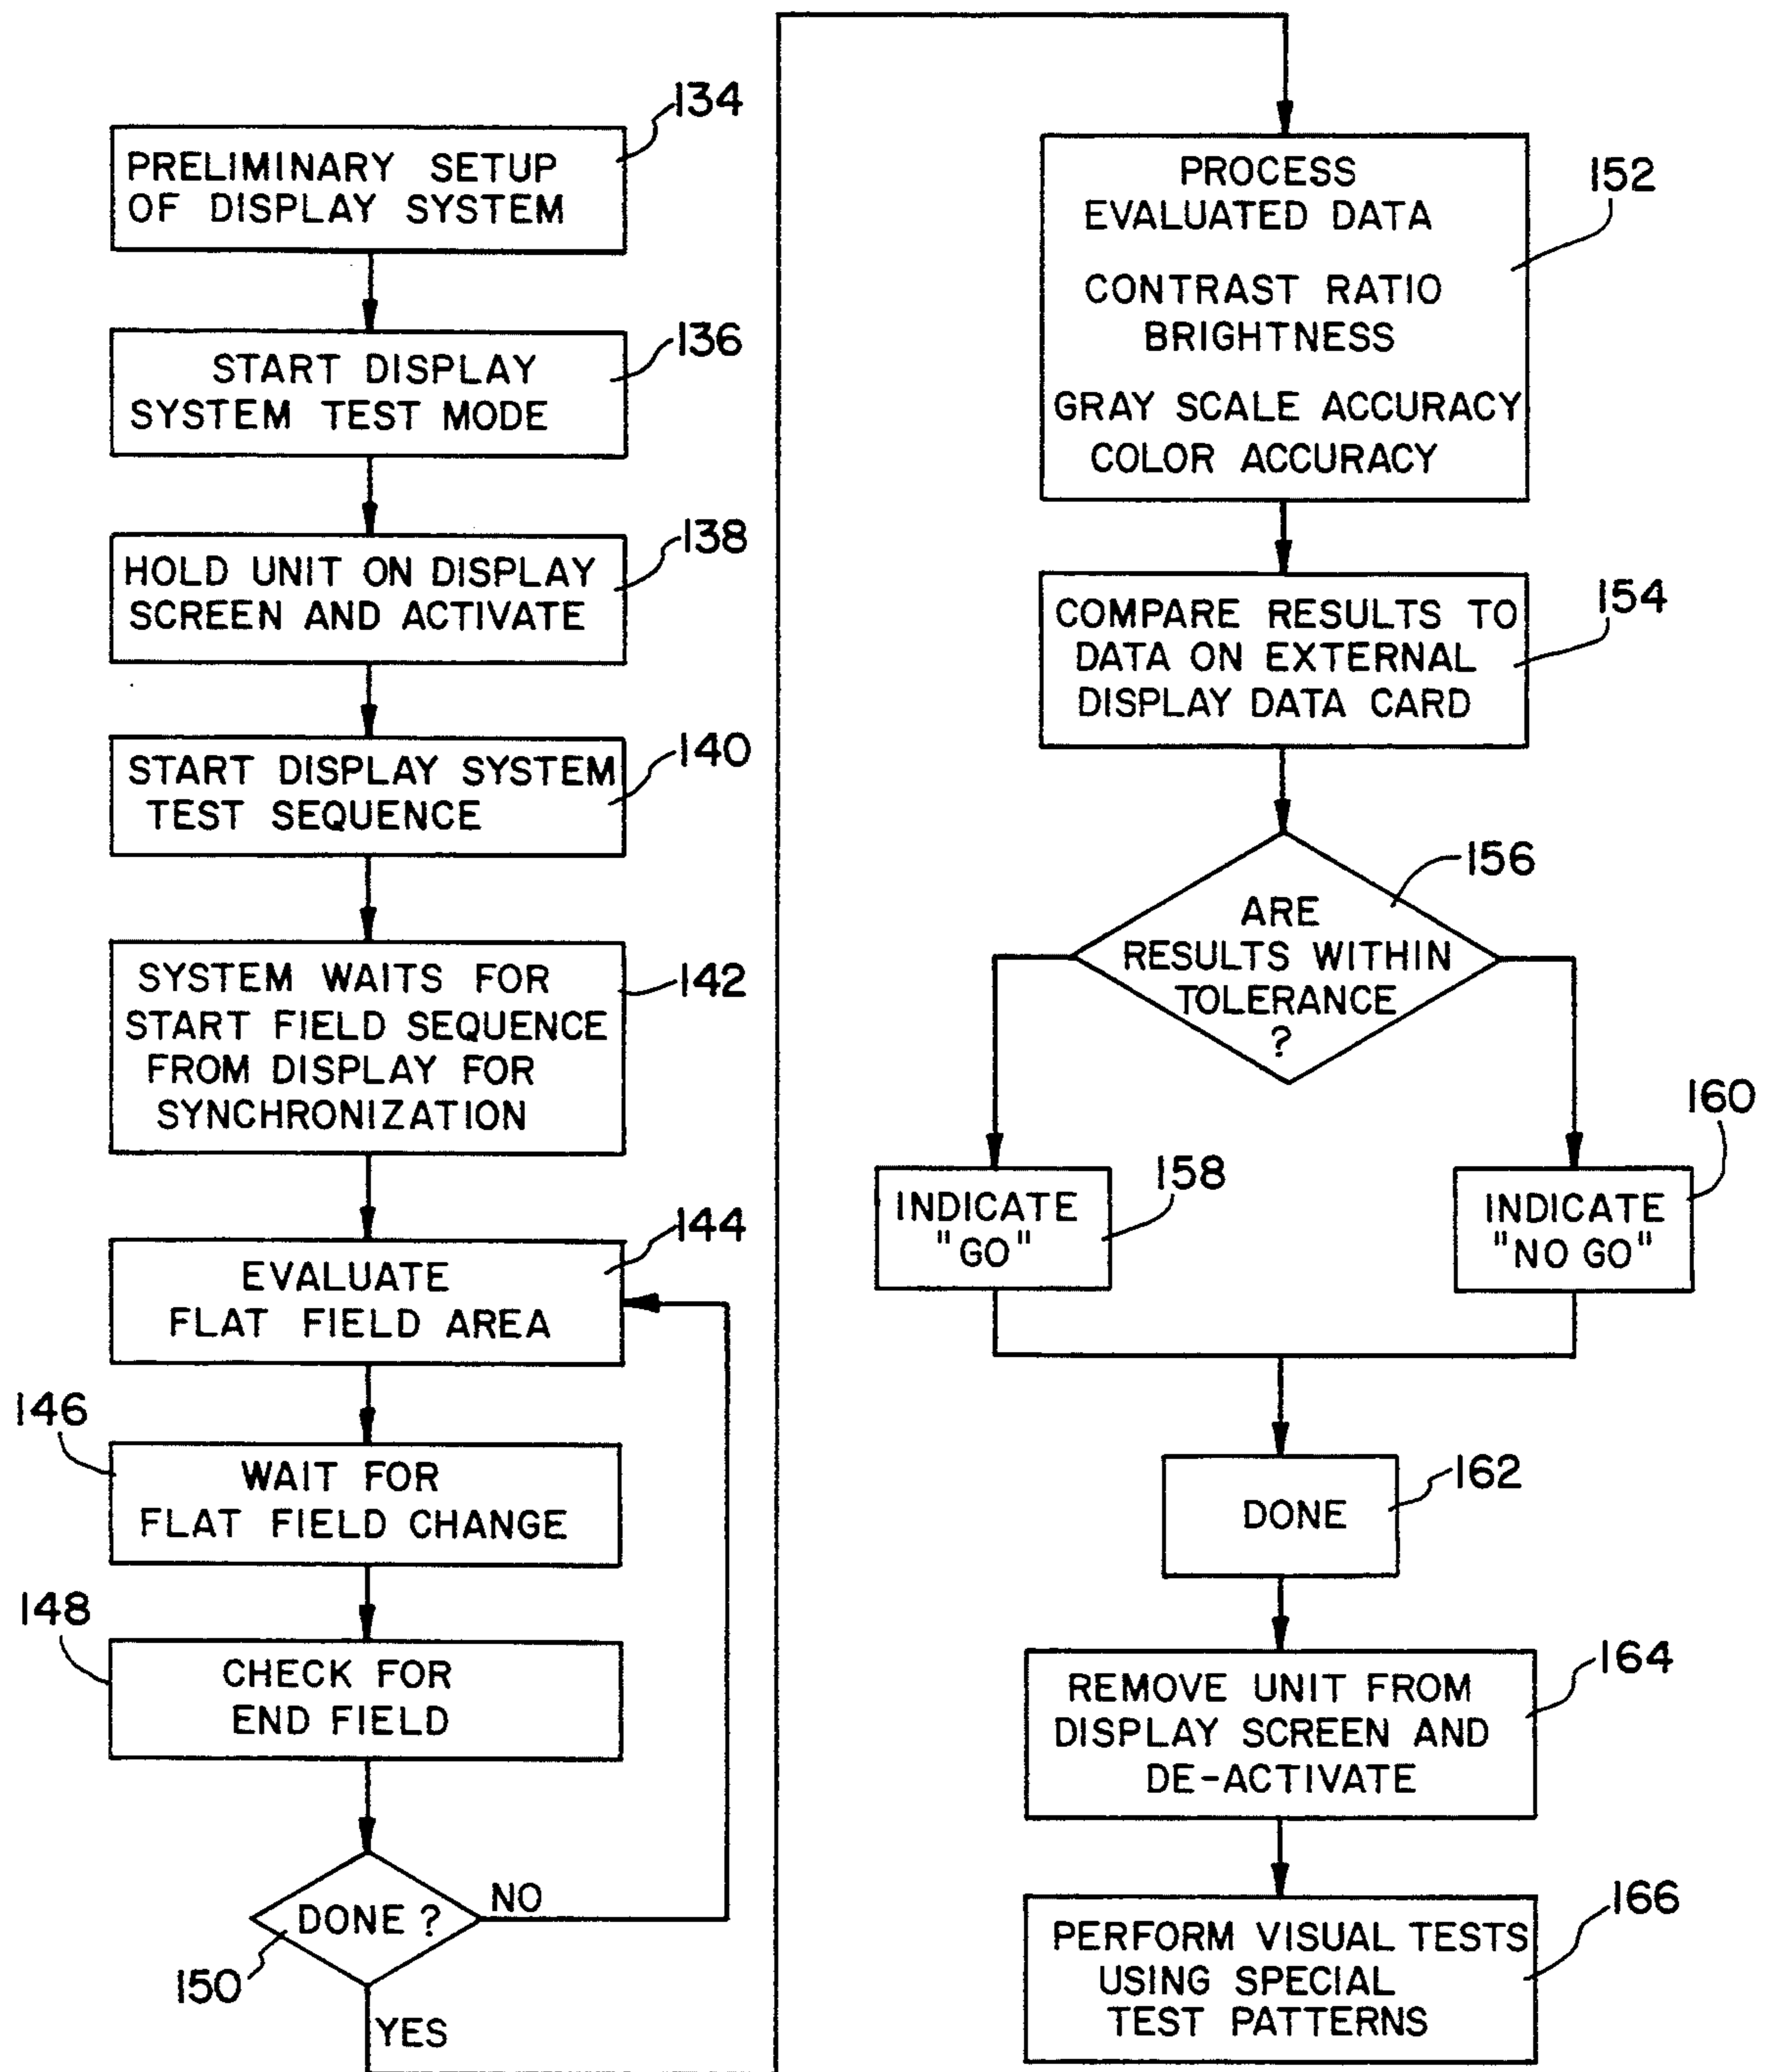 134
PRELIMINARY SETUP
OF DISPLAY SYSTEM
136
START DISPLAY
SYSTEM TEST MODE
138
HOLD UNIT ON DISPLAY
SCREEN AND ACTIVATE
140
START DISPLAY SYSTEM
TEST SEQUENCE
142
SYSTEM WAITS FOR
START FIELD SEQUENCE
FROM DISPLAY FOR
SYNCHRONIZATION
144
EVALUATE
FLAT FIELD AREA
146
WAIT FOR
FLAT FIELD CHANGE
148
CHECK FOR
END FIELD
DONE ?
NO
150
YES
152
PROCESS
EVALUATED DATA
CONTRAST RATIO
BRIGHTNESS
GRAY SCALE ACCURACY
COLOR ACCURACY
154
COMPARE RESULTS TO
DATA ON EXTERNAL
DISPLAY DATA CARD
156
ARE
RESULTS WITHIN
TOLERANCE
?
158
INDICATE
"GO"
160
INDICATE
"NO GO"
162
DONE
164
REMOVE UNIT FROM
DISPLAY SCREEN AND
DE-ACTIVATE
166
PERFORM VISUAL TESTS
USING SPECIAL
TEST PATTERNS